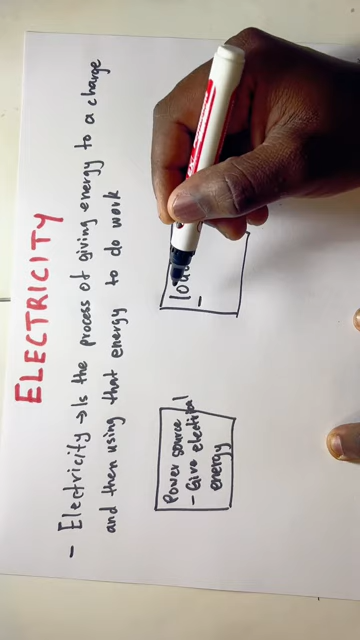 ELECTRICITY
- Electricity → Is the process of giving energy to a charge
and then using that energy to do work
Power source
- Give electrical
energy
load
-